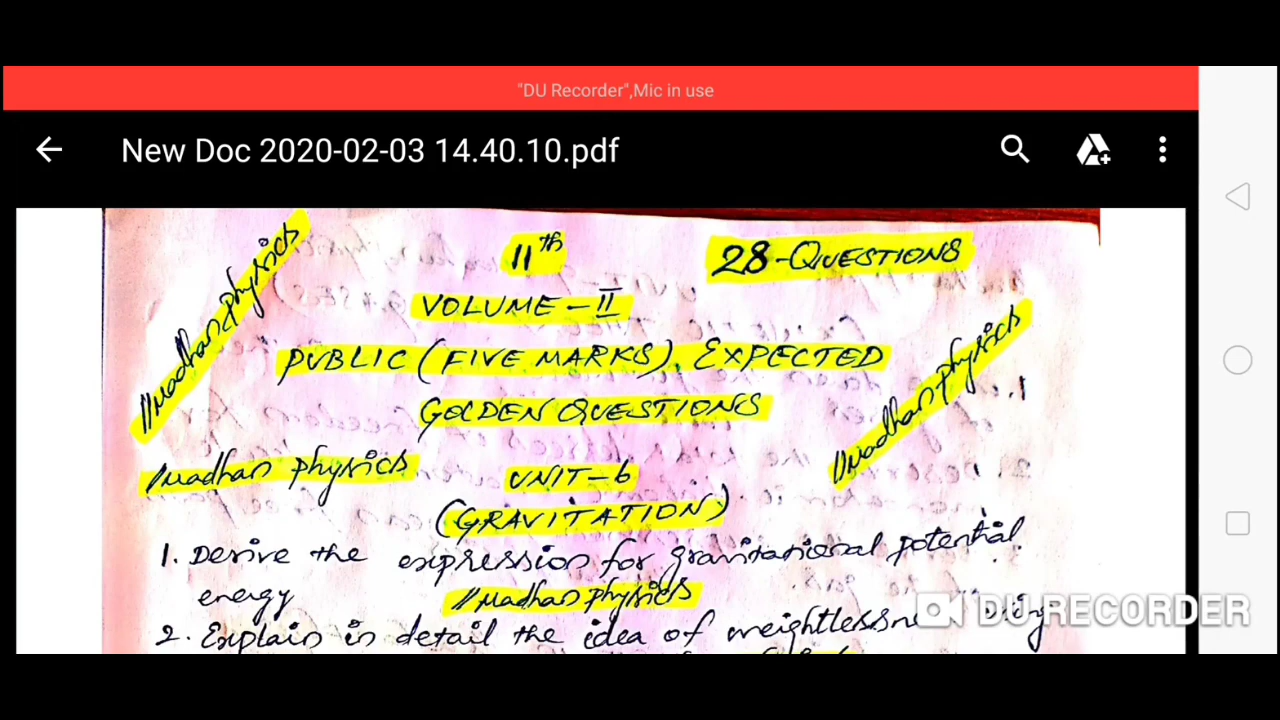 "DU Recorder",Mic in use
New Doc 2020-02-03 14.40.10.pdf
11th
28-QUESTIONS
//Madhan physics
VOLUME-II
PUBLIC (FIVE MARKS) EXPECTED
GOLDEN QUESTIONS
//Madhan physics
//Madhan physics
UNIT-6
(GRAVITATION)
1. Derive the expression for gravitational potential
energy
//Madhan physics
2. Explain in detail the idea of weightlessness using
DU RECORDER